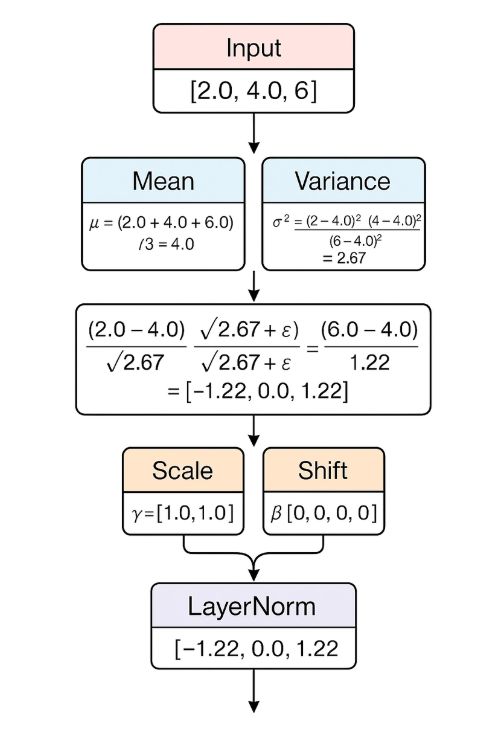 Input
[2.0, 4.0, 6]
Mean
μ = (2.0 + 4.0 + 6.0)
/3 = 4.0
Variance
σ² = (2 – 4.0)² (4 – 4.0)²
(6 – 4.0)²
= 2.67
(2.0 – 4.0) √2.67 + ε) = (6.0 – 4.0)
√2.67 √2.67 + ε 1.22
= [–1.22, 0.0, 1.22]
Scale
γ=[1.0,1.0]
Shift
β [0, 0, 0, 0]
LayerNorm
[–1.22, 0.0, 1.22